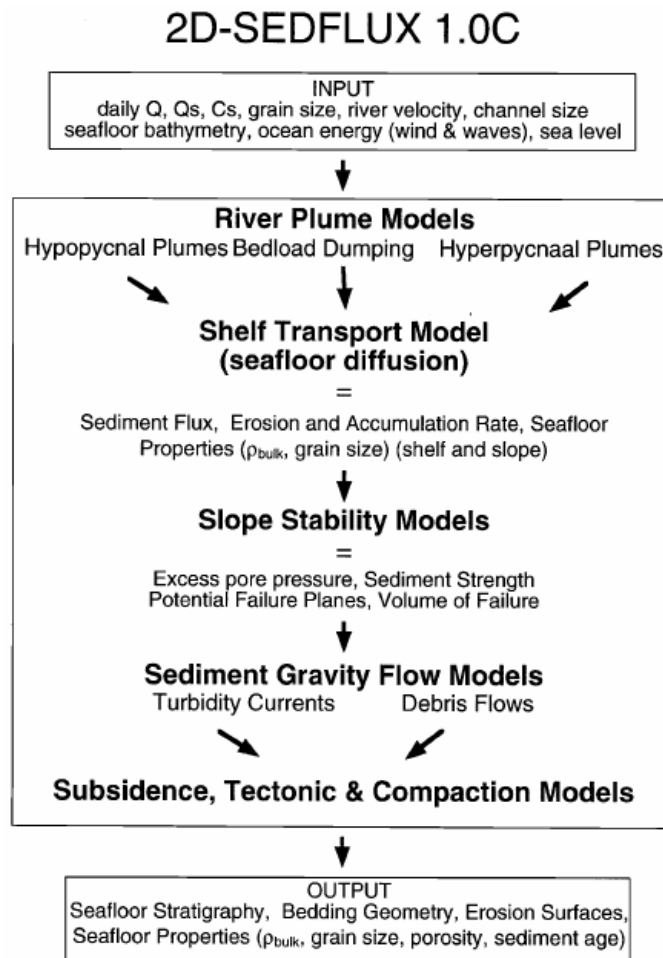 2D-SEDFLUX 1.0C
INPUT
daily Q, Qs, Cs, grain size, river velocity, channel size
seafloor bathymetry, ocean energy (wind & waves), sea level
River Plume Models
Hypopycnal Plumes Bedload Dumping Hyperpycnaal Plumes
Shelf Transport Model
(seafloor diffusion)
=
Sediment Flux, Erosion and Accumulation Rate, Seafloor
Properties (ρbulk, grain size) (shelf and slope)
Slope Stability Models
=
Excess pore pressure, Sediment Strength
Potential Failure Planes, Volume of Failure
Sediment Gravity Flow Models
Turbidity Currents Debris Flows
Subsidence, Tectonic & Compaction Models
OUTPUT
Seafloor Stratigraphy, Bedding Geometry, Erosion Surfaces,
Seafloor Properties (ρbulk, grain size, porosity, sediment age)